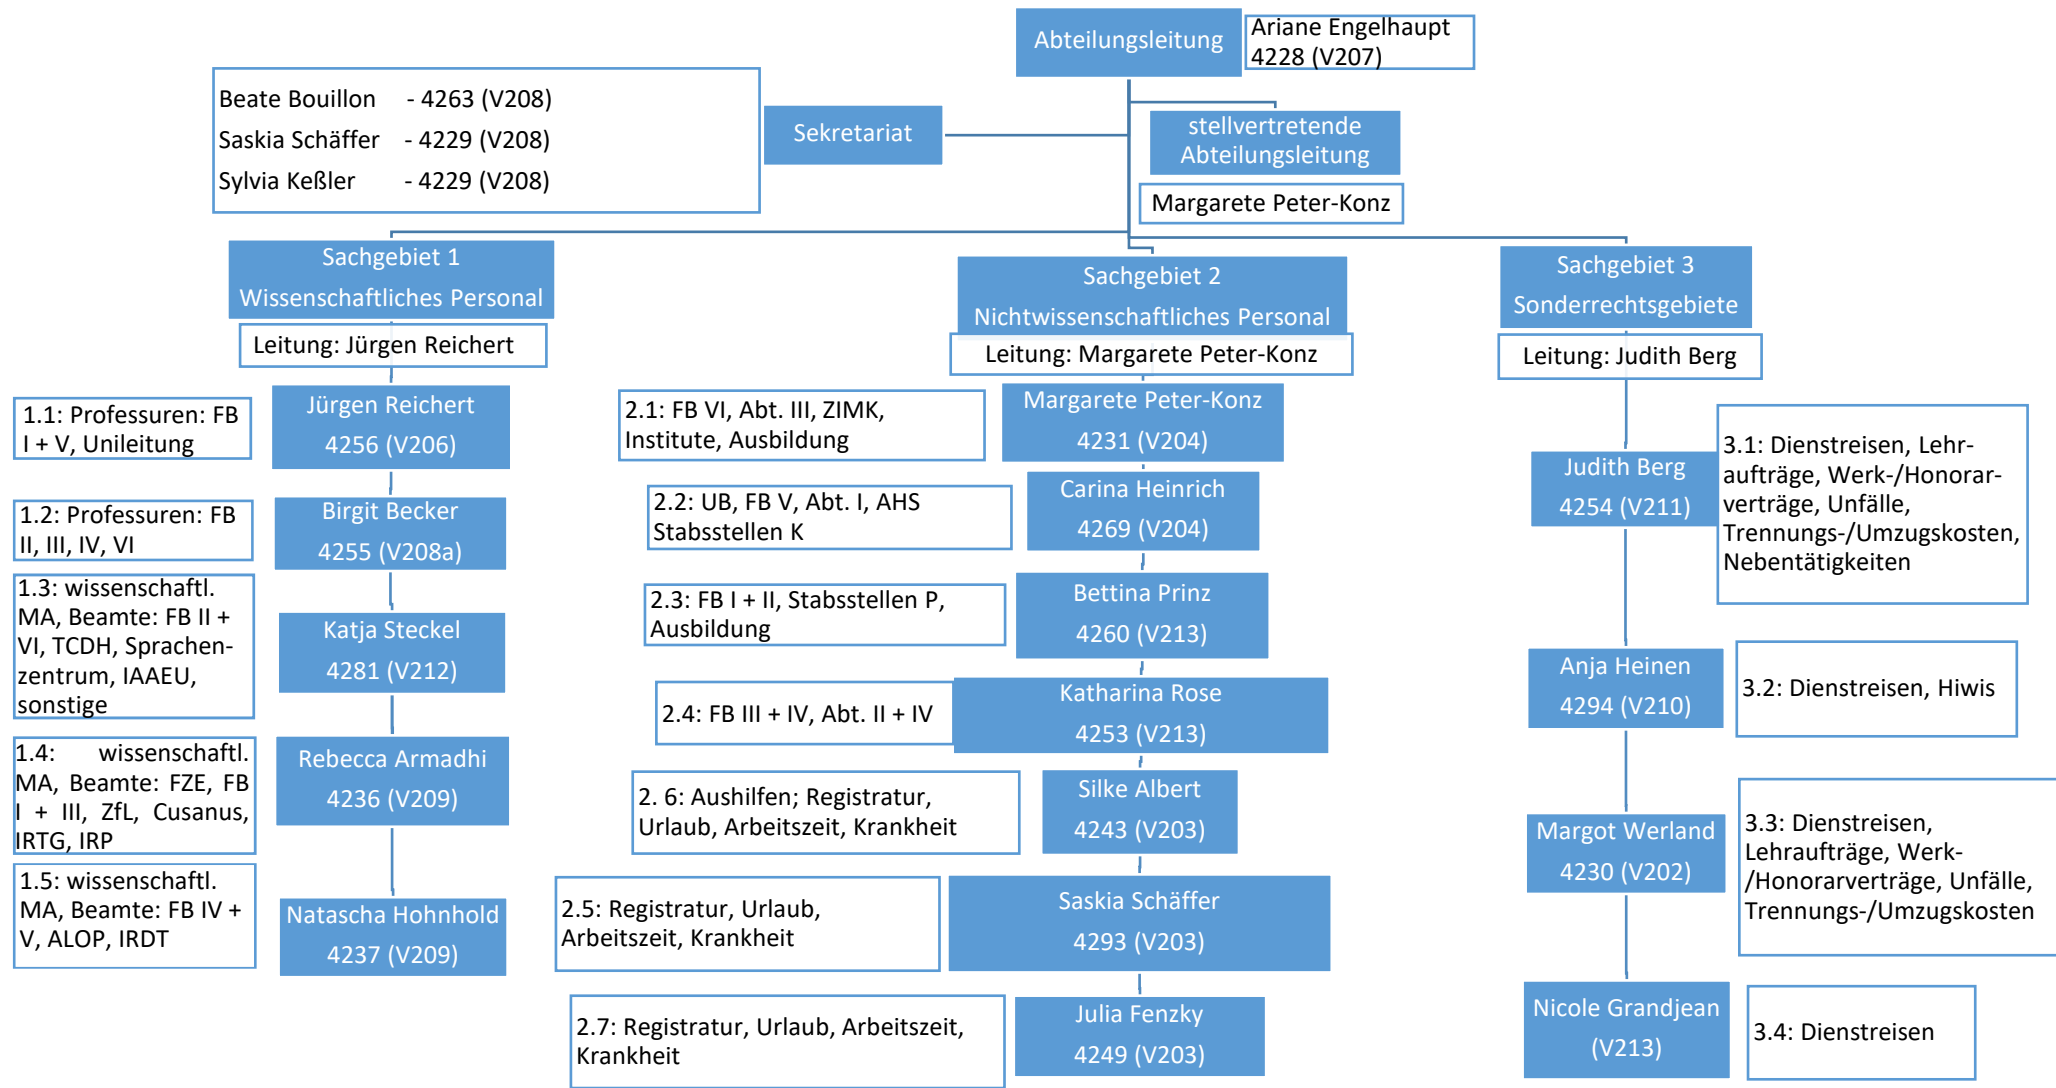 Abteilungsleitung
Ariane Engelhaupt
4228 (V207)
Beate Bouillon - 4263 (V208)
Saskia Schäffer - 4229 (V208)
Sylvia Keßler - 4229 (V208)
Sekretariat
stellvertretende
Abteilungsleitung
Margarete Peter-Konz
Sachgebiet 1
Wissenschaftliches Personal
Leitung: Jürgen Reichert
1.1: Professuren: FB
I + V, Unileitung
Jürgen Reichert
4256 (V206)
1.2: Professuren: FB
II, III, IV, VI
Birgit Becker
4255 (V208a)
1.3: wissenschaftl.
MA, Beamte: FB II +
VI, TCDH, Sprachen-
zentrum, IAAEU,
sonstige
Katja Steckel
4281 (V212)
1.4: wissenschaftl.
MA, Beamte: FZE, FB
I + III, ZfL, Cusanus,
IRTG, IRP
Rebecca Armadhi
4236 (V209)
1.5: wissenschaftl.
MA, Beamte: FB IV +
V, ALOP, IRDT
Natascha Hohnhold
4237 (V209)
Sachgebiet 2
Nichtwissenschaftliches Personal
Leitung: Margarete Peter-Konz
2.1: FB VI, Abt. III, ZIMK,
Institute, Ausbildung
Margarete Peter-Konz
4231 (V204)
2.2: UB, FB V, Abt. I, AHS
Stabsstellen K
Carina Heinrich
4269 (V204)
2.3: FB I + II, Stabsstellen P,
Ausbildung
Bettina Prinz
4260 (V213)
2.4: FB III + IV, Abt. II + IV
Katharina Rose
4253 (V213)
2. 6: Aushilfen; Registratur,
Urlaub, Arbeitszeit, Krankheit
Silke Albert
4243 (V203)
2.5: Registratur, Urlaub,
Arbeitszeit, Krankheit
Saskia Schäffer
4293 (V203)
2.7: Registratur, Urlaub, Arbeitszeit,
Krankheit
Julia Fenzky
4249 (V203)
Sachgebiet 3
Sonderrechtsgebiete
Leitung: Judith Berg
Judith Berg
4254 (V211)
3.1: Dienstreisen, Lehr-
aufträge, Werk-/Honorar-
verträge, Unfälle,
Trennungs-/Umzugskosten,
Nebentätigkeiten
Anja Heinen
4294 (V210)
3.2: Dienstreisen, Hiwis
Margot Werland
4230 (V202)
3.3: Dienstreisen,
Lehraufträge, Werk-
/Honorarverträge, Unfälle,
Trennungs-/Umzugskosten
Nicole Grandjean
(V213)
3.4: Dienstreisen